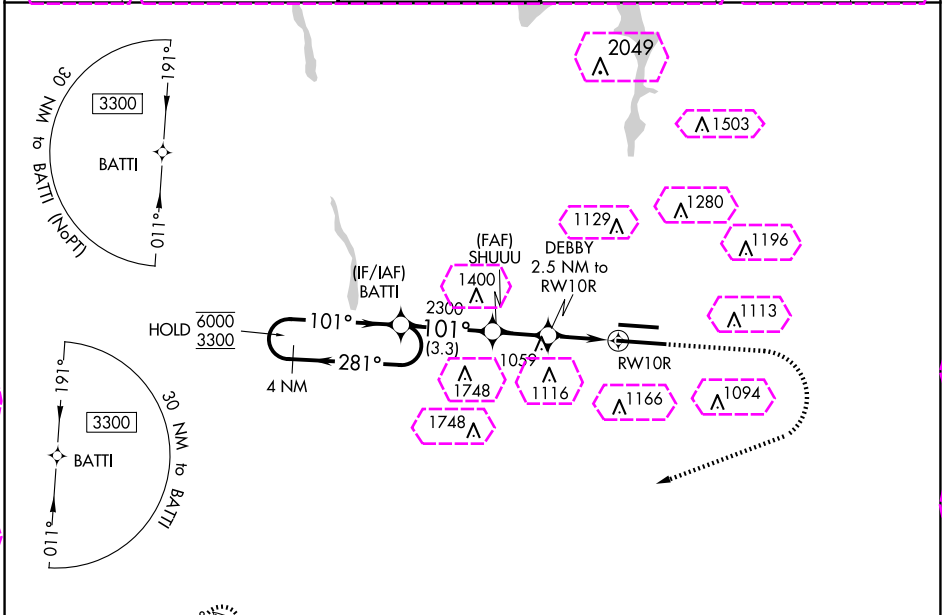 2049
1503
30 NM to BATTI (NoPT)
191°
3300
BATTI
011°
1280
1129
1196
(FAF)
SHUUU
DEBBY
2.5 NM to
RW10R
(IF/IAF)
BATTI
1400
HOLD
6000
3300
101°
2300
101°
(3.3)
281°
4 NM
1059
RW10R
1113
1748
1116
1166
1094
1748
30 NM to BATTI
191°
3300
BATTI
011°